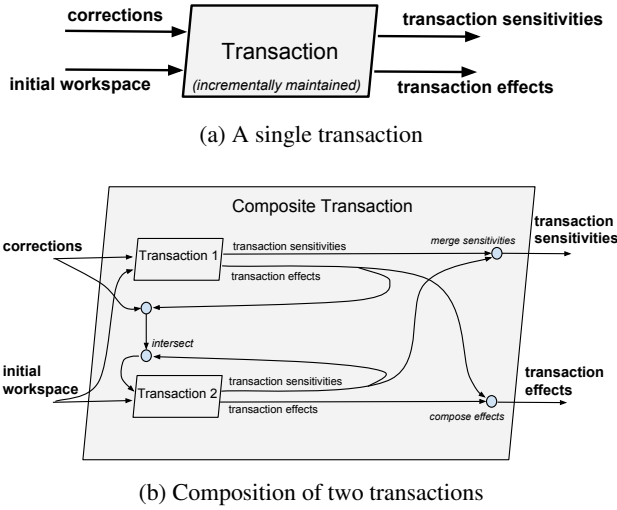 corrections
transaction sensitivities
Transaction
(incrementally maintained)
initial workspace
transaction effects
(a) A single transaction
Composite Transaction
transaction
sensitivities
corrections
Transaction 1
transaction sensitivities
merge sensitivities
transaction effects
intersect
initial
workspace
Transaction 2
transaction sensitivities
transaction effects
compose effects
transaction
effects
(b) Composition of two transactions